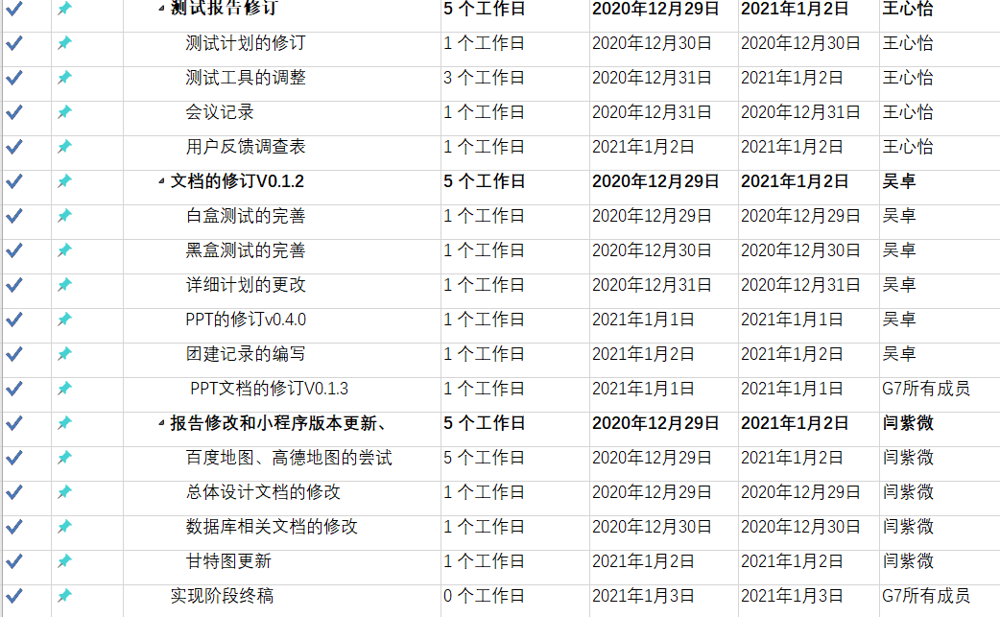 测试报告修订 5 个工作日 2020年12月29日 2021年1月2日 王心怡
测试计划的修订 1 个工作日 2020年12月30日 2020年12月30日 王心怡
测试工具的调整 3 个工作日 2020年12月31日 2021年1月2日 王心怡
会议记录 1 个工作日 2020年12月31日 2020年12月31日 王心怡
用户反馈调查表 1 个工作日 2021年1月2日 2021年1月2日 王心怡
文档的修订V0.1.2 5 个工作日 2020年12月29日 2021年1月2日 吴卓
白盒测试的完善 1 个工作日 2020年12月29日 2020年12月29日 吴卓
黑盒测试的完善 1 个工作日 2020年12月30日 2020年12月30日 吴卓
详细计划的更改 1 个工作日 2020年12月31日 2020年12月31日 吴卓
PPT的修订v0.4.0 1 个工作日 2021年1月1日 2021年1月1日 吴卓
团建记录的编写 1 个工作日 2021年1月2日 2021年1月2日 吴卓
PPT文档的修订V0.1.3 1 个工作日 2021年1月1日 2021年1月1日 G7所有成员
报告修改和小程序版本更新、 5 个工作日 2020年12月29日 2021年1月2日 闫紫微
百度地图、高德地图的尝试 5 个工作日 2020年12月29日 2021年1月2日 闫紫微
总体设计文档的修改 1 个工作日 2020年12月29日 2020年12月29日 闫紫微
数据库相关文档的修改 1 个工作日 2020年12月30日 2020年12月30日 闫紫微
甘特图更新 1 个工作日 2021年1月2日 2021年1月2日 闫紫微
实现阶段终稿 0 个工作日 2021年1月3日 2021年1月3日 G7所有成员